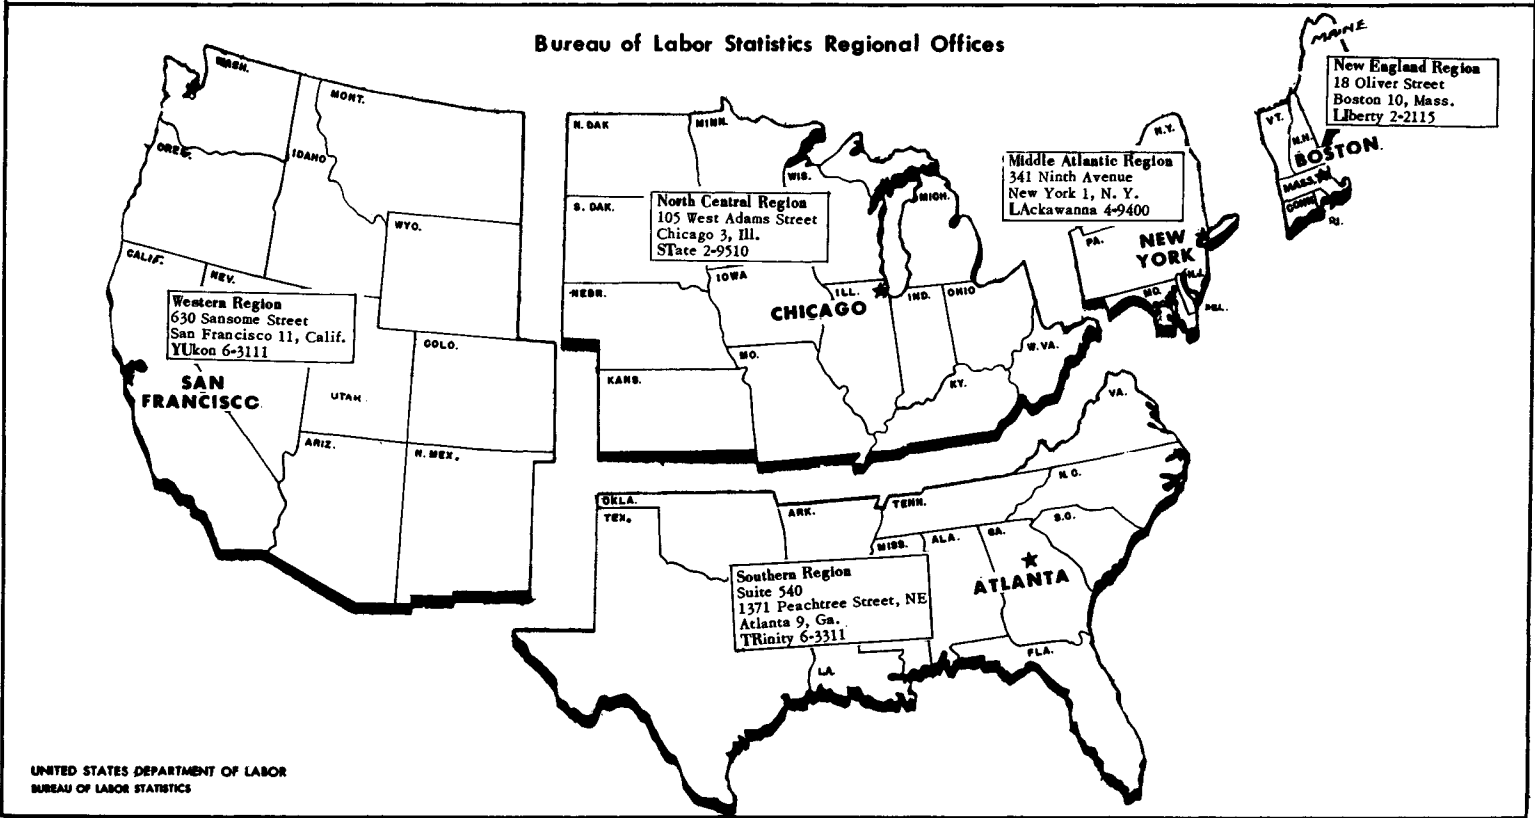 Bureau of Labor Statistics Regional Offices
MAINE
New England Region
18 Oliver Street
Boston 10, Mass.
LIberty 2-2115
VT.
N.H.
BOSTON
MASS.
CONN.
R.I.
N.Y.
Middle Atlantic Region
341 Ninth Avenue
New York 1, N. Y.
LAckawanna 4-9400
PA.
NEW
YORK
N.J.
MD.
DEL.
WASH.
MONT.
OREG.
IDAHO
WYO.
CALIF.
NEV.
Western Region
630 Sansome Street
San Francisco 11, Calif.
YUkon 6-3111
SAN
FRANCISCO
UTAH
COLO.
ARIZ.
N. MEX.
N. DAK
MINN.
WIS.
S. DAK.
MICH.
North Central Region
105 West Adams Street
Chicago 3, Ill.
STate 2-9510
IOWA
NEBR.
ILL.
IND.
OHIO
CHICAGO
MO.
W. VA.
KANS.
KY.
VA.
OKLA.
TEX.
ARK.
TENN.
N. C.
S.C.
MISS.
ALA.
GA.
ATLANTA
Southern Region
Suite 540
1371 Peachtree Street, NE
Atlanta 9, Ga.
TRinity 6-3311
LA.
FLA.
UNITED STATES DEPARTMENT OF LABOR
BUREAU OF LABOR STATISTICS